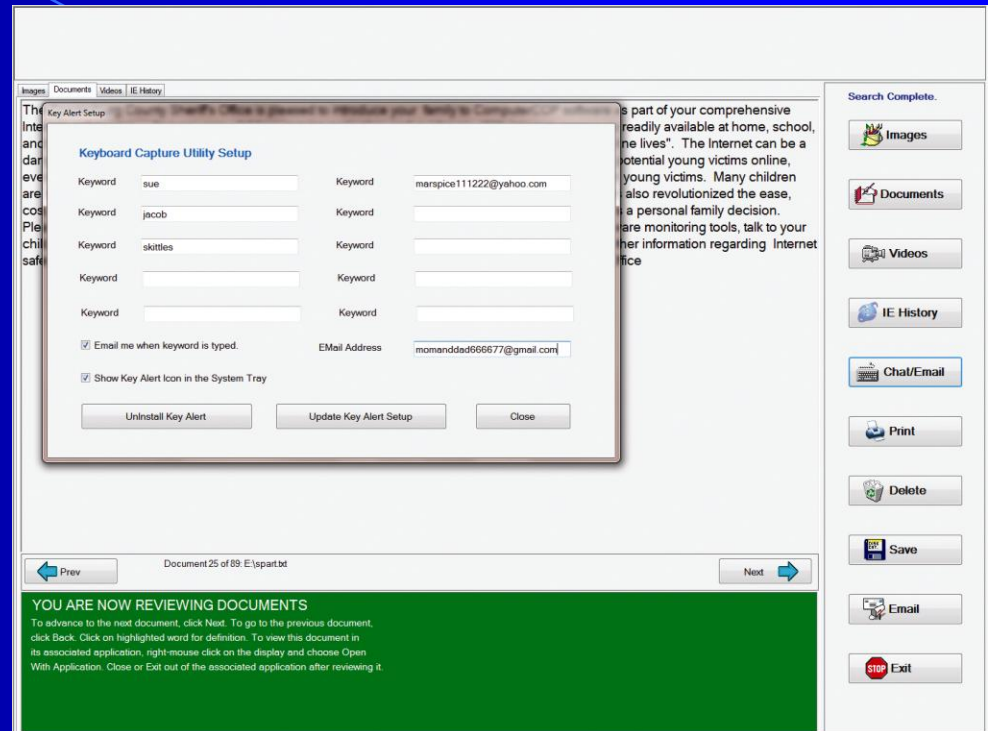 Images Documents Videos IE History
The
Key Alert Setup
s part of your comprehensive
Inte
readily available at home, school,
and
ne lives". The Internet can be a
dan
potential young victims online,
eve
young victims. Many children
are
also revolutionized the ease,
cos
s a personal family decision.
Ple
are monitoring tools, talk to your
chil
her information regarding Internet
safe
ffice
Keyboard Capture Utility Setup
Keyword sue Keyword marspice111222@yahoo.com
Keyword jacob Keyword
Keyword skittles Keyword
Keyword Keyword
Keyword Keyword
Email me when keyword is typed. EMail Address momanddad666677@gmail.com
Show Key Alert Icon in the System Tray
UnInstall Key Alert Update Key Alert Setup Close
Prev Document 25 of 89: E:\spart.txt Next
YOU ARE NOW REVIEWING DOCUMENTS
To advance to the next document, click Next. To go to the previous document,
click Back. Click on highlighted word for definition. To view this document in
its associated application, right-mouse click on the display and choose Open
With Application. Close or Exit out of the associated application after reviewing it.
Search Complete.
Images
Documents
Videos
IE History
Chat/Email
Print
Delete
Save
Email
STOP Exit